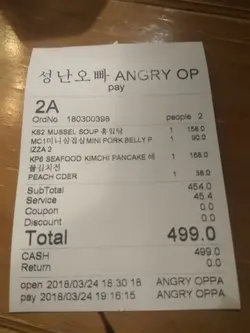 성난오빠 ANGRY OP
pay
2A
OrdNo 180300398 people 2
KS2 MUSSEL SOUP 홍합탕 1 158.0
MC1미니삼겹살MINI PORK BELLY P 1 90.0
IZZA 2
KP6 SEAFOOD KIMCHI PANCAKE 해 1 168.0
물김치전
PEACH CDER 1 38.0
SubTotal 454.0
Service 45.4
Coupon 0.0
Discount 0.0
Total 499.0
CASH 499.0
Return 0.0
open 2018/03/24 18:30:18 ANGRY OPPA
pay 2018/03/24 19:16:15 ANGRY OPPA